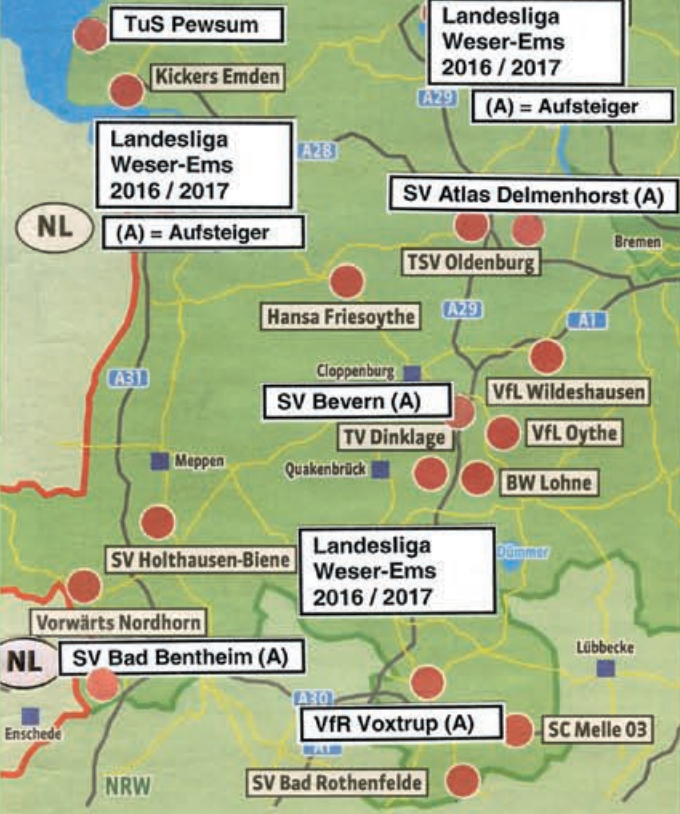 TuS Pewsum
Landesliga
Weser-Ems
2016 / 2017
Kickers Emden
A29
(A) = Aufsteiger
Landesliga
Weser-Ems
2016 / 2017
A28
SV Atlas Delmenhorst (A)
NL
(A) = Aufsteiger
Bremen
TSV Oldenburg
Hansa Friesoythe
A29
A1
Cloppenburg
A31
VfL Wildeshausen
SV Bevern (A)
TV Dinklage
VfL Oythe
Meppen
Quakenbrück
BW Lohne
SV Holthausen-Biene
Landesliga
Weser-Ems
2016 / 2017
Dümmer
Vorwärts Nordhorn
NL
SV Bad Bentheim (A)
Lübbecke
A30
VfR Voxtrup (A)
SC Melle 03
Enschede
A1
NRW
SV Bad Rothenfelde